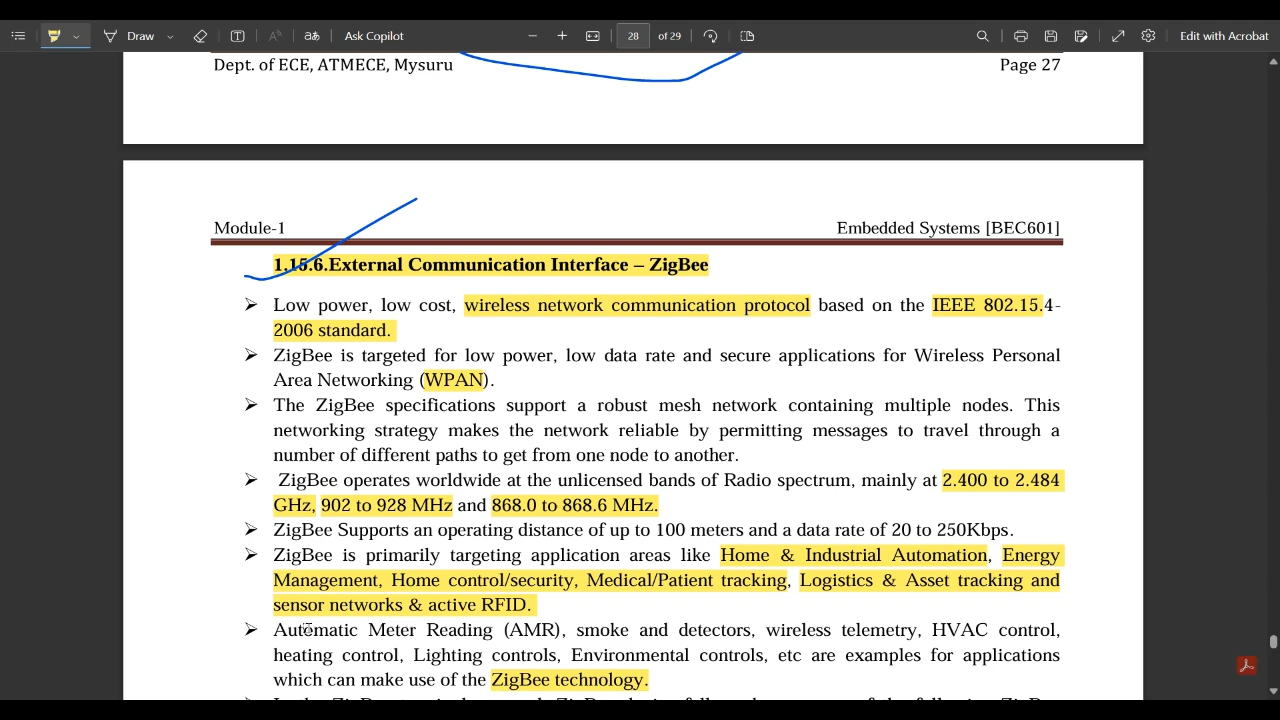 Draw
Ask Copilot
28 of 29
Edit with Acrobat
Dept. of ECE, ATMECE, Mysuru Page 27
Module-1 Embedded Systems [BEC601]
1.15.6.External Communication Interface – ZigBee
➢ Low power, low cost, wireless network communication protocol based on the IEEE 802.15.4-
2006 standard.
➢ ZigBee is targeted for low power, low data rate and secure applications for Wireless Personal
Area Networking (WPAN).
➢ The ZigBee specifications support a robust mesh network containing multiple nodes. This
networking strategy makes the network reliable by permitting messages to travel through a
number of different paths to get from one node to another.
➢ ZigBee operates worldwide at the unlicensed bands of Radio spectrum, mainly at 2.400 to 2.484
GHz, 902 to 928 MHz and 868.0 to 868.6 MHz.
➢ ZigBee Supports an operating distance of up to 100 meters and a data rate of 20 to 250Kbps.
➢ ZigBee is primarily targeting application areas like Home & Industrial Automation, Energy
Management, Home control/security, Medical/Patient tracking, Logistics & Asset tracking and
sensor networks & active RFID.
➢ Automatic Meter Reading (AMR), smoke and detectors, wireless telemetry, HVAC control,
heating control, Lighting controls, Environmental controls, etc are examples for applications
which can make use of the ZigBee technology.